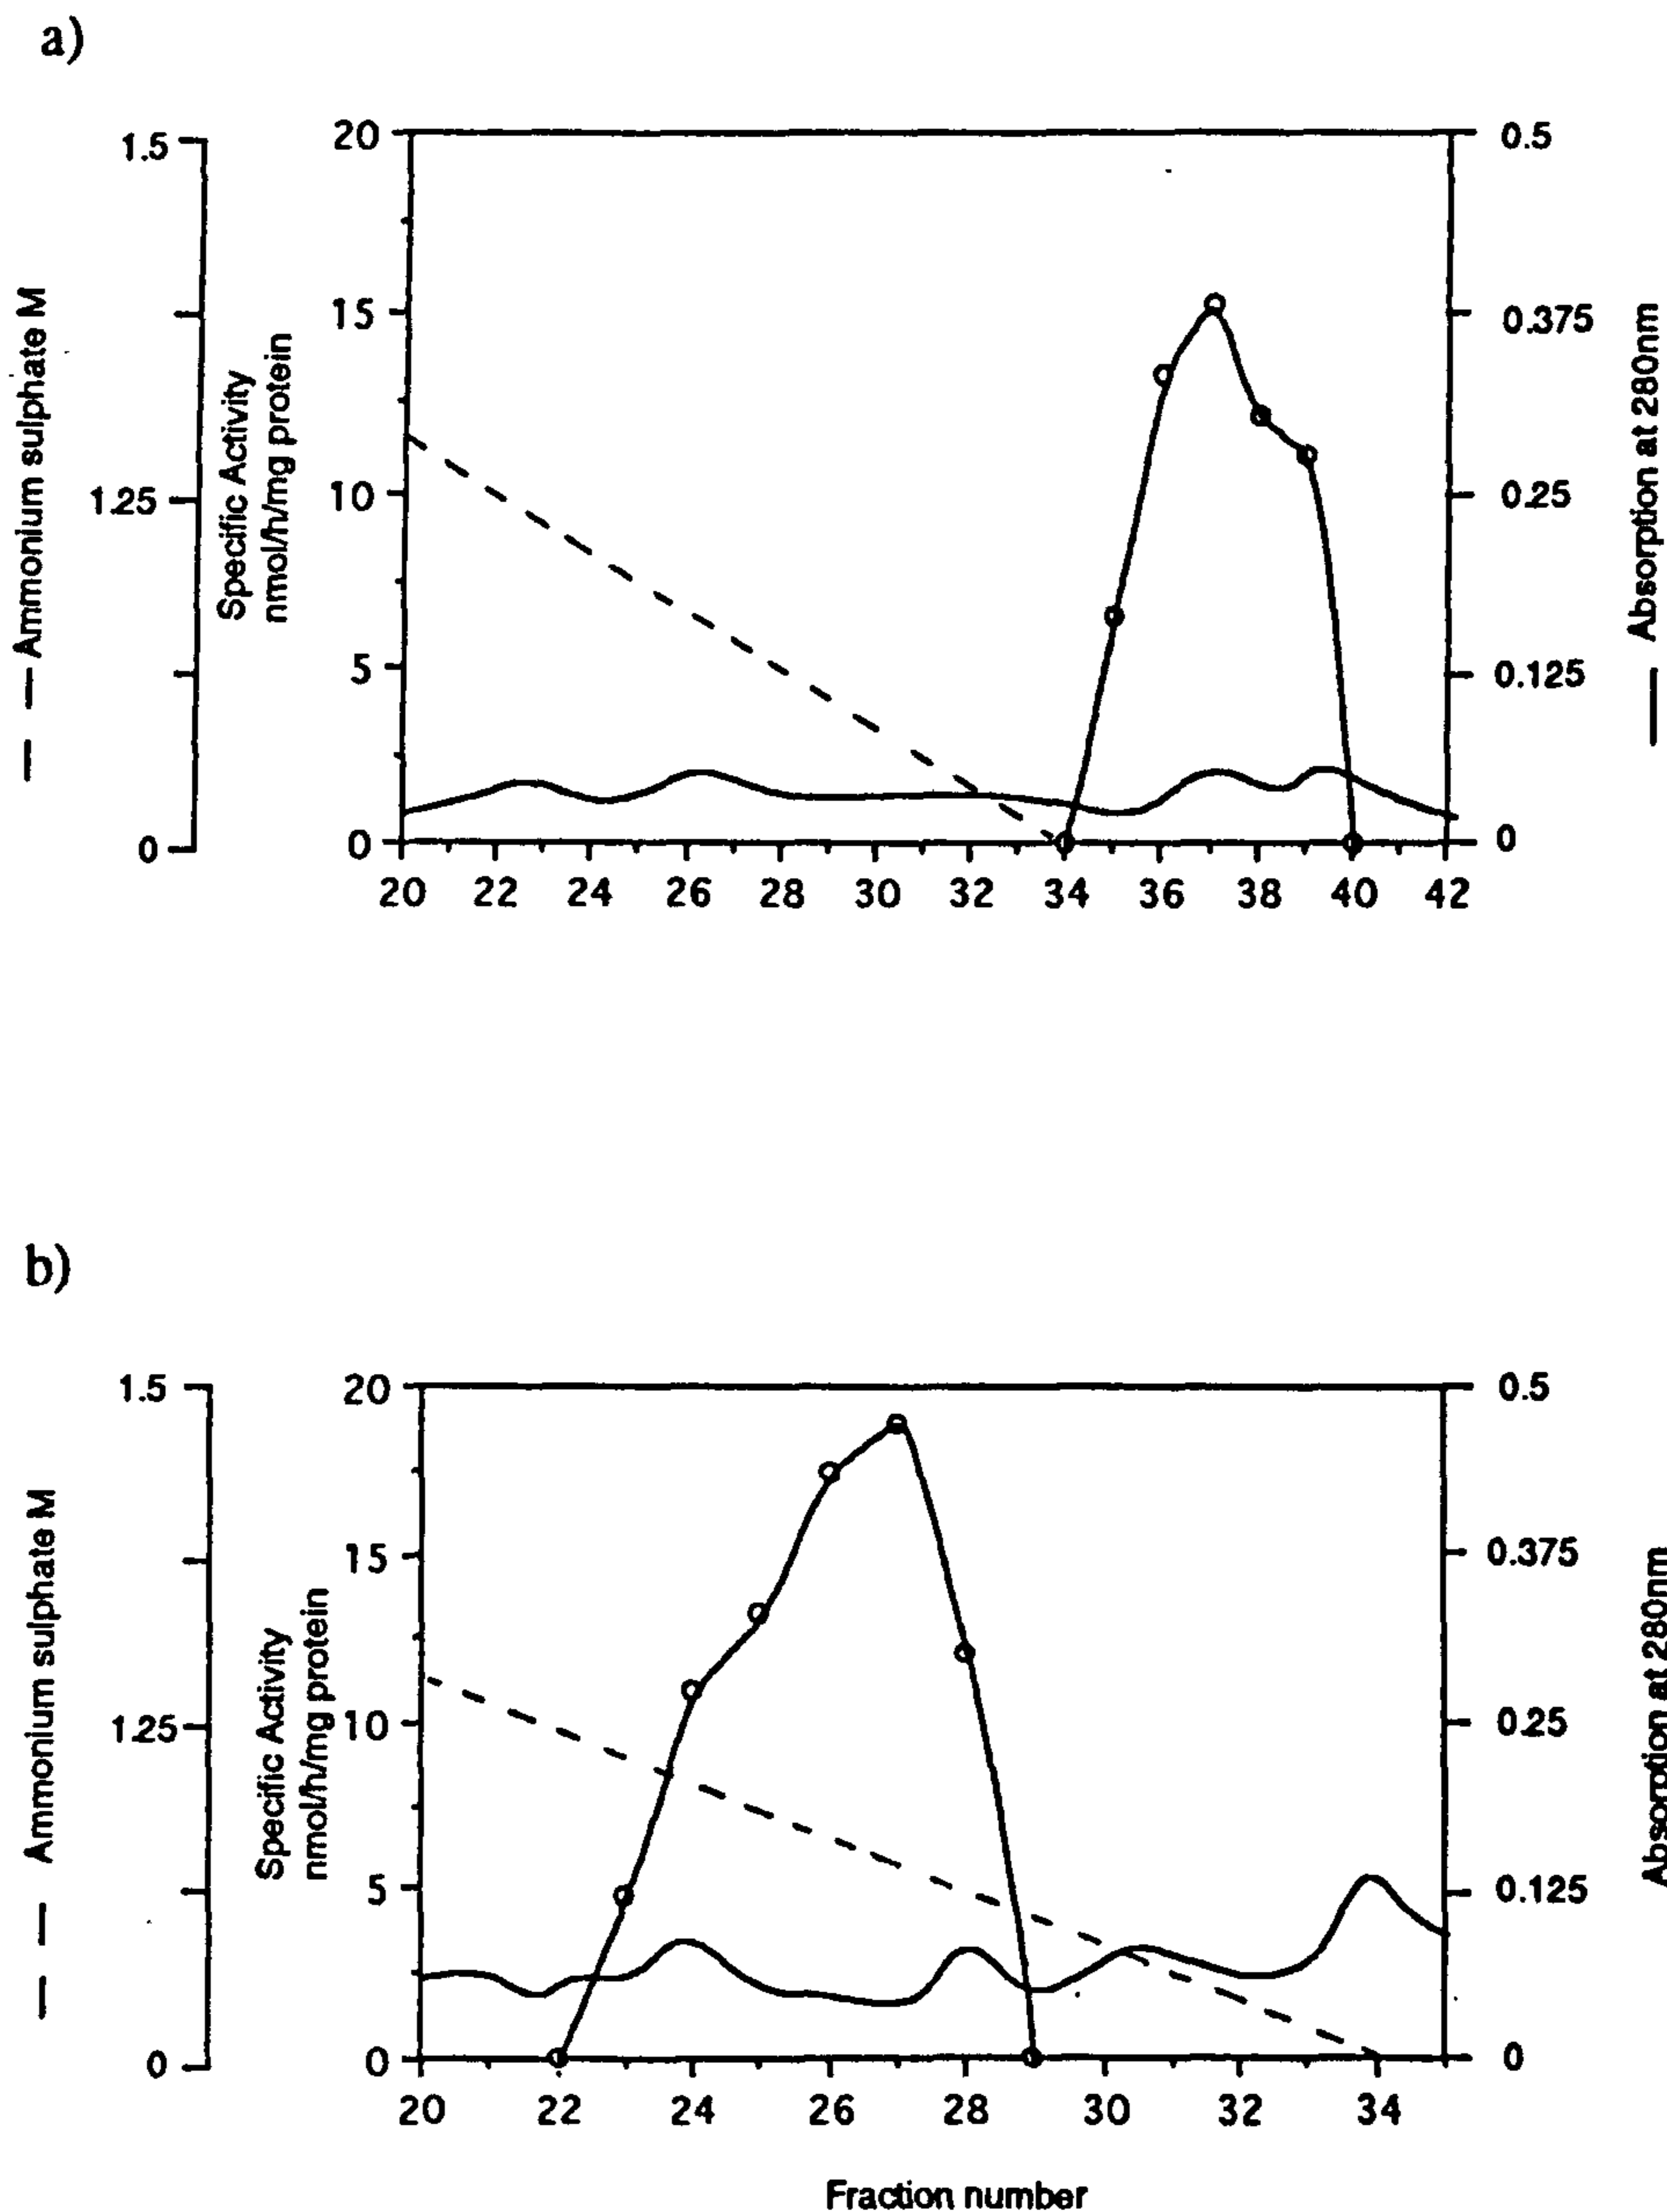 a)
1.5
1.25
0
— — Ammonium sulphate M
Specific Activity
nmol/h/mg protein
20
15
10
5
0
0.5
0.375
0.25
0.125
0
— Absorption at 280nm
20 22 24 26 28 30 32 34 36 38 40 42
b)
1.5
1.25
0
— — Ammonium sulphate M
Specific Activity
nmol/h/mg protein
20
15
10
5
0
0.5
0.375
0.25
0.125
0
Absorption at 280nm
20 22 24 26 28 30 32 34
Fraction number